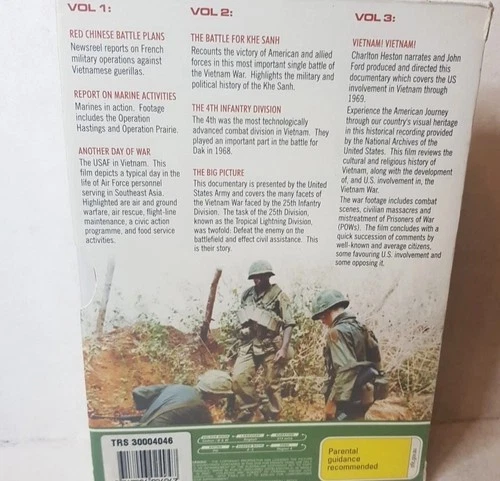 VOL 1:
RED CHINESE BATTLE PLANS
Newsreel reports on French
military operations against
Vietnamese guerillas.
REPORT ON MARINE ACTIVITIES
Marines in action. Footage
includes the Operation
Hastings and Operation Prairie.
ANOTHER DAY OF WAR
The USAF in Vietnam. This
film depicts a typical day in the
life of Air Force personnel
serving in Southeast Asia.
Highlighted are air and ground
warfare, air rescue, flight-line
maintenance, a civic action
programme, and food service
activities.
VOL 2:
THE BATTLE FOR KHE SANH
Recounts the victory of American and allied
forces in this most important single battle of
the Vietnam War. Highlights the military and
political history of the Khe Sanh.
THE 4TH INFANTRY DIVISION
The 4th was the most technologically
advanced combat division in Vietnam. They
played an important part in the battle for
Dak in 1968.
THE BIG PICTURE
This documentary is presented by the United
States Army and covers the many facets of
the Vietnam War faced by the 25th Infantry
Division. The task of the 25th Division,
known as the Tropical Lightning Division,
was twofold. Defeat the enemy on the
battlefield and effect civil assistance. This
is their story.
VOL 3:
VIETNAM! VIETNAM!
Charlton Heston narrates and John
Ford produced and directed this
documentary which covers the US
involvement in Vietnam through
1969.
Experience the American Journey
through our country's visual heritage
in this historical recording provided
by the National Archives of the
United States. This film reviews the
cultural and religious history of
Vietnam, along with the development
of, and U.S. involvement in, the
Vietnam War.
The war footage includes combat
scenes, civilian massacres and
mistreatment of Prisoners of War
(POWs). The film concludes with a
quick succession of comments by
well-known and average citizens,
some favouring U.S. involvement and
some opposing it.
TRS 30004046
Parental
guidance
recommended